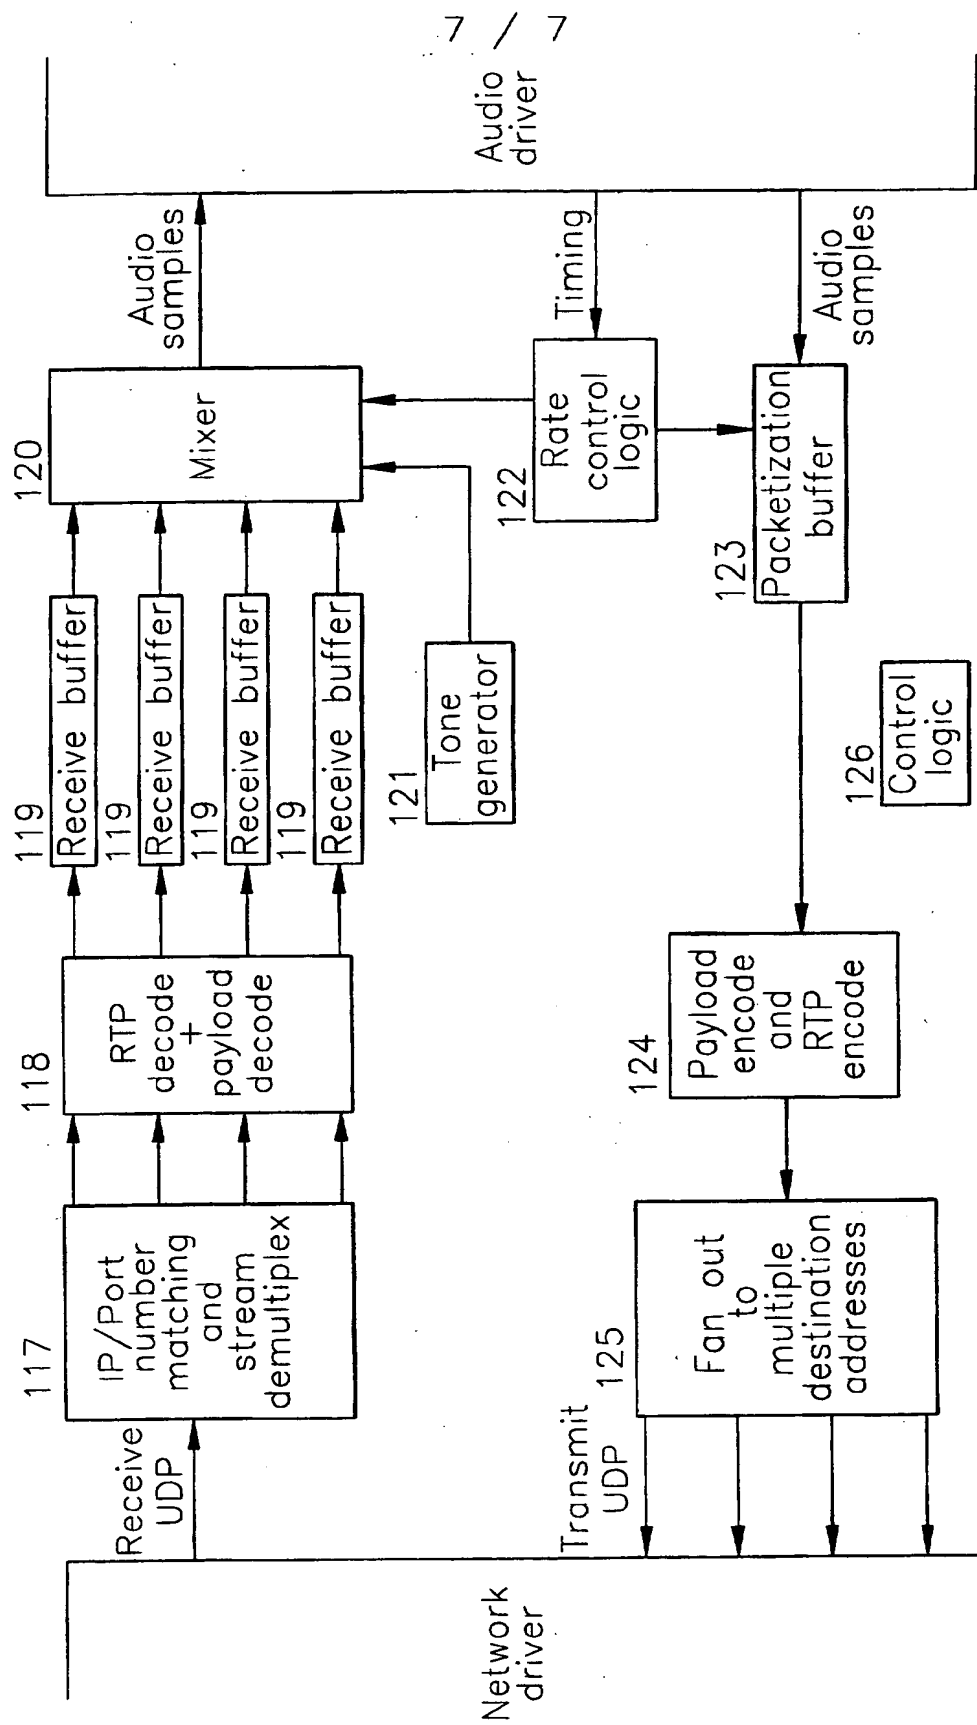 7 / 7
Network
driver
Receive
UDP
117
IP/Port
number
matching
and
stream
demultiplex
118
RTP
decode
+
payload
decode
119
Receive buffer
119
Receive buffer
119
Receive buffer
119
Receive buffer
120
Mixer
Audio
samples
Audio
driver
121
Tone
generator
122
Rate
control
logic
Timing
123
Packetization
buffer
Audio
samples
126
Control
logic
124
Payload
encode
and
RTP
encode
125
Fan out
to
multiple
destination
addresses
Transmit
UDP